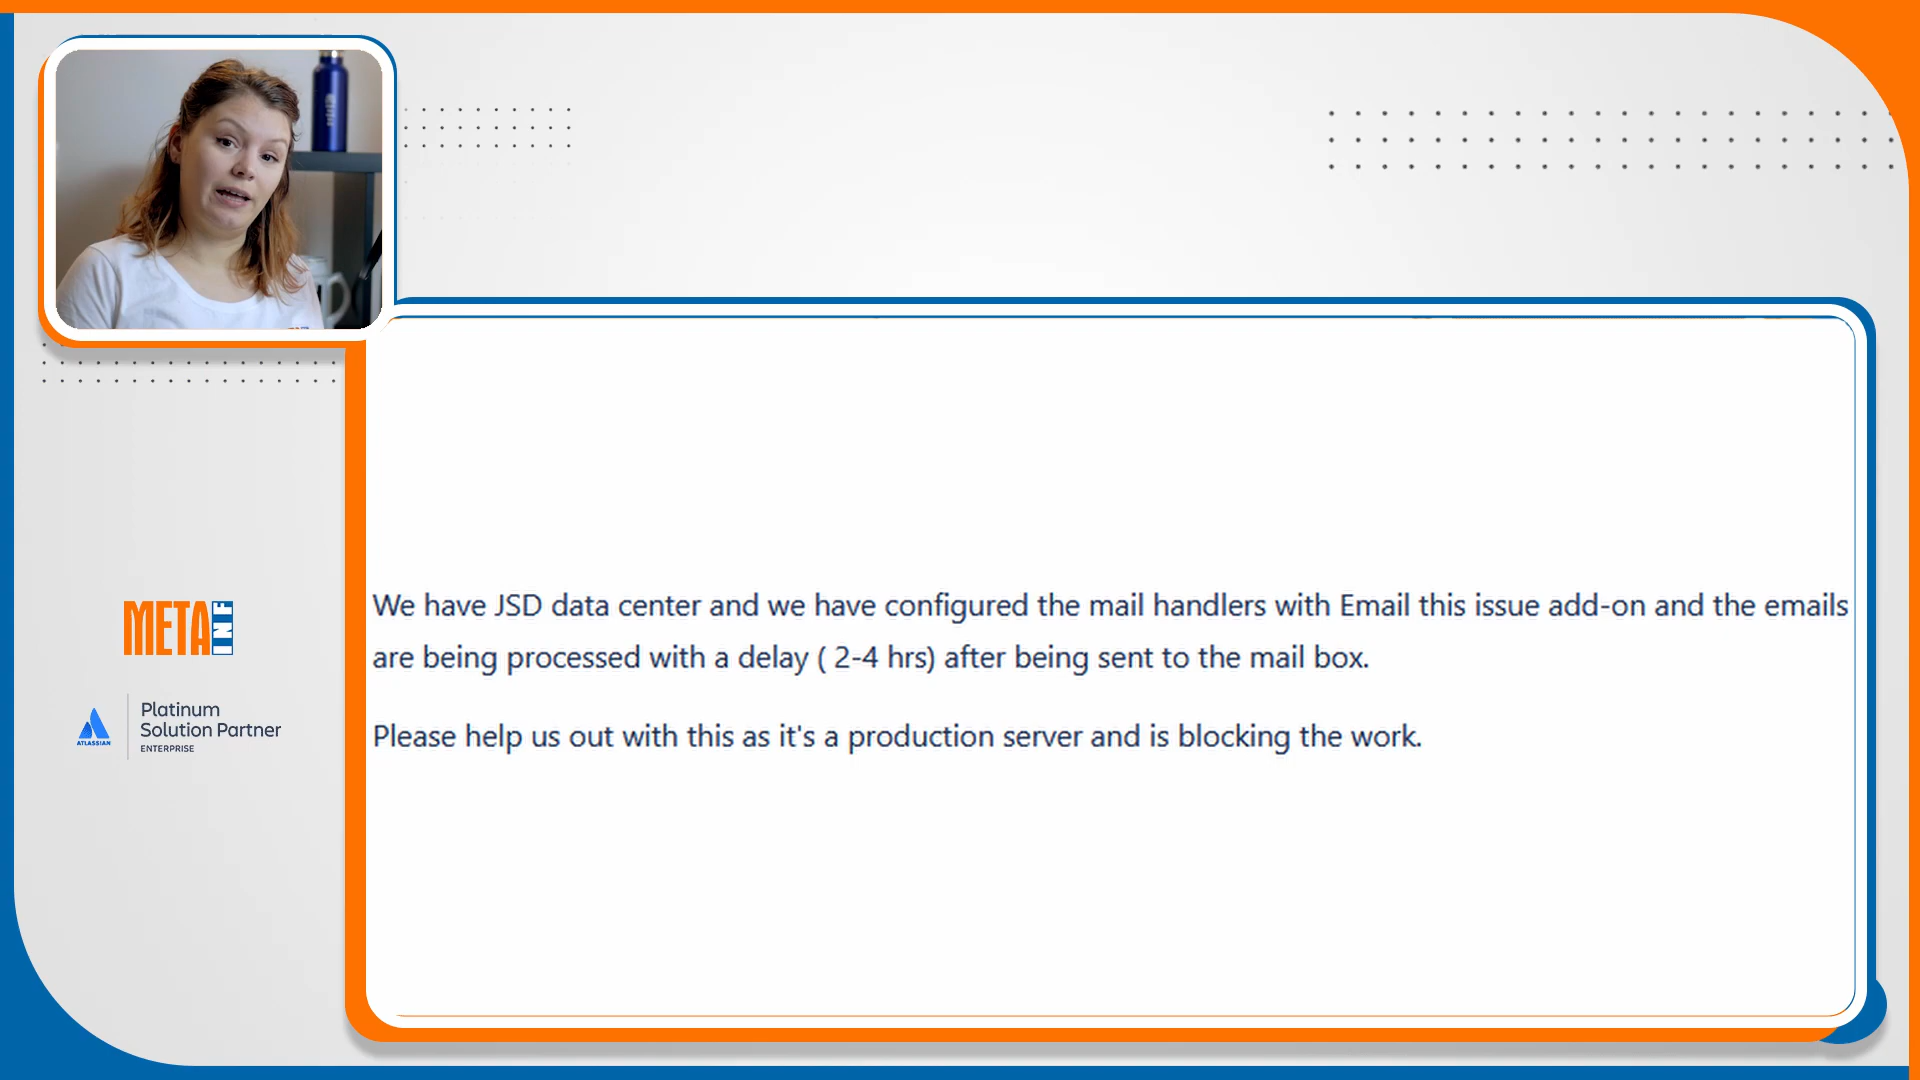 META
INF
ATLASSIAN
Platinum
Solution Partner
ENTERPRISE
We have JSD data center and we have configured the mail handlers with Email this issue add-on and the emails
are being processed with a delay ( 2-4 hrs) after being sent to the mail box.
Please help us out with this as it's a production server and is blocking the work.